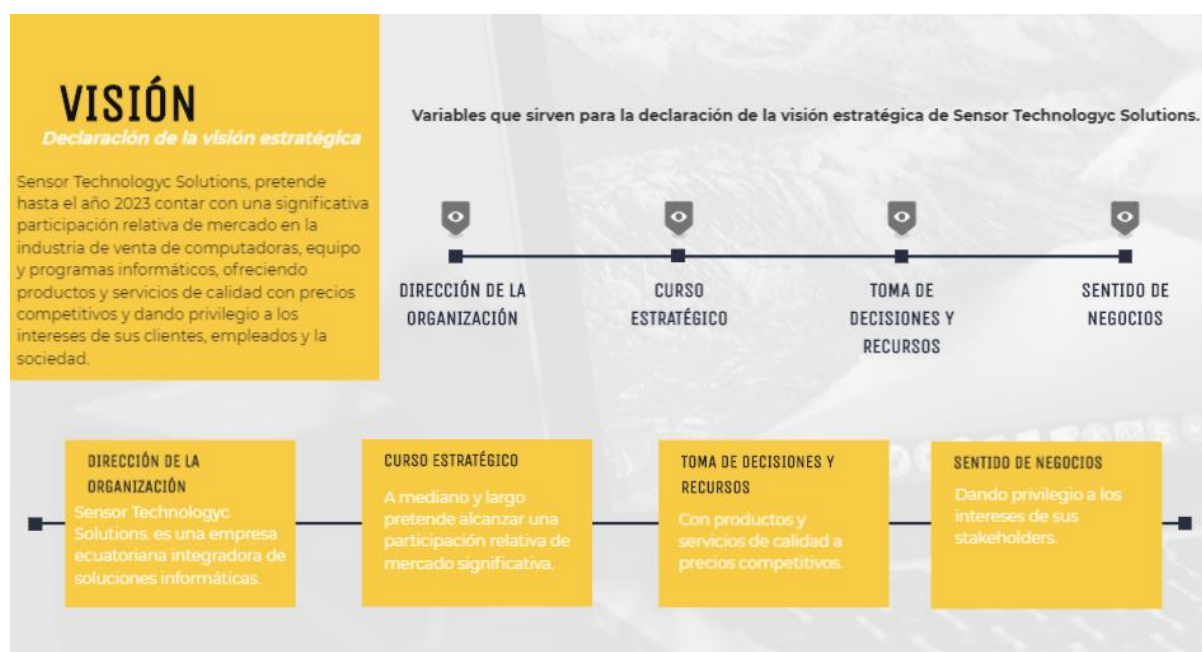 VISIÓN
Declaración de la visión estratégica
Sensor Technologyc Solutions, pretende
hasta el año 2023 contar con una significativa
participación relativa de mercado en la
industria de venta de computadoras, equipo
y programas informáticos, ofreciendo
productos y servicios de calidad con precios
competitivos y dando privilegio a los
intereses de sus clientes, empleados y la
sociedad.
Variables que sirven para la declaración de la visión estratégica de Sensor Technologyc Solutions.
DIRECCIÓN DE LA
ORGANIZACIÓN
CURSO
ESTRATÉGICO
TOMA DE
DECISIONES Y
RECURSOS
SENTIDO DE
NEGOCIOS
DIRECCIÓN DE LA
ORGANIZACIÓN
Sensor Technologyc
Solutions. es una empresa
ecuatoriana integradora de
soluciones informáticas.
CURSO ESTRATÉGICO
A mediano y largo
pretende alcanzar una
participación relativa de
mercado significativa.
TOMA DE DECISIONES Y
RECURSOS
Con productos y
servicios de calidad a
precios competitivos.
SENTIDO DE NEGOCIOS
Dando privilegio a los
intereses de sus
stakeholders.